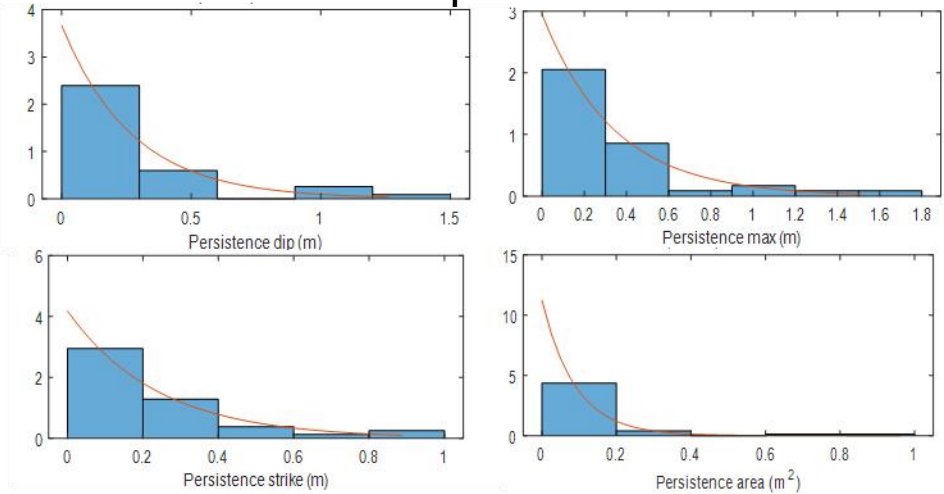 4
3
2
1
0
0 0.5 1 1.5
Persistence dip (m)
3
2
1
0
0 0.2 0.4 0.6 0.8 1 1.2 1.4 1.6 1.8
Persistence max (m)
6
4
2
0
0 0.2 0.4 0.6 0.8 1
Persistence strike (m)
15
10
5
0
0 0.2 0.4 0.6 0.8 1
Persistence area (m²)